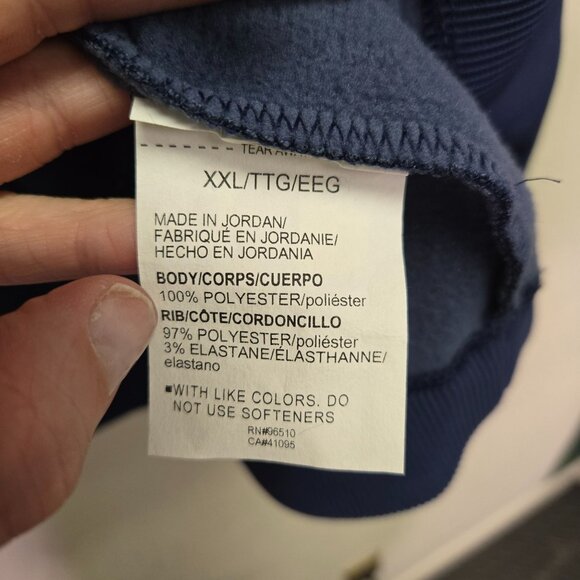 ------- TEAR AWA
XXL/TTG/EEG
MADE IN JORDAN/
FABRIQUÉ EN JORDANIE/
HECHO EN JORDANIA
BODY/CORPS/CUERPO
100% POLYESTER/poliéster
RIB/CÔTE/CORDONCILLO
97% POLYESTER/poliéster
3% ELASTANE/ÉLASTHANNE/
elastano
■WITH LIKE COLORS. DO
NOT USE SOFTENERS
RN#96510
CA#41095